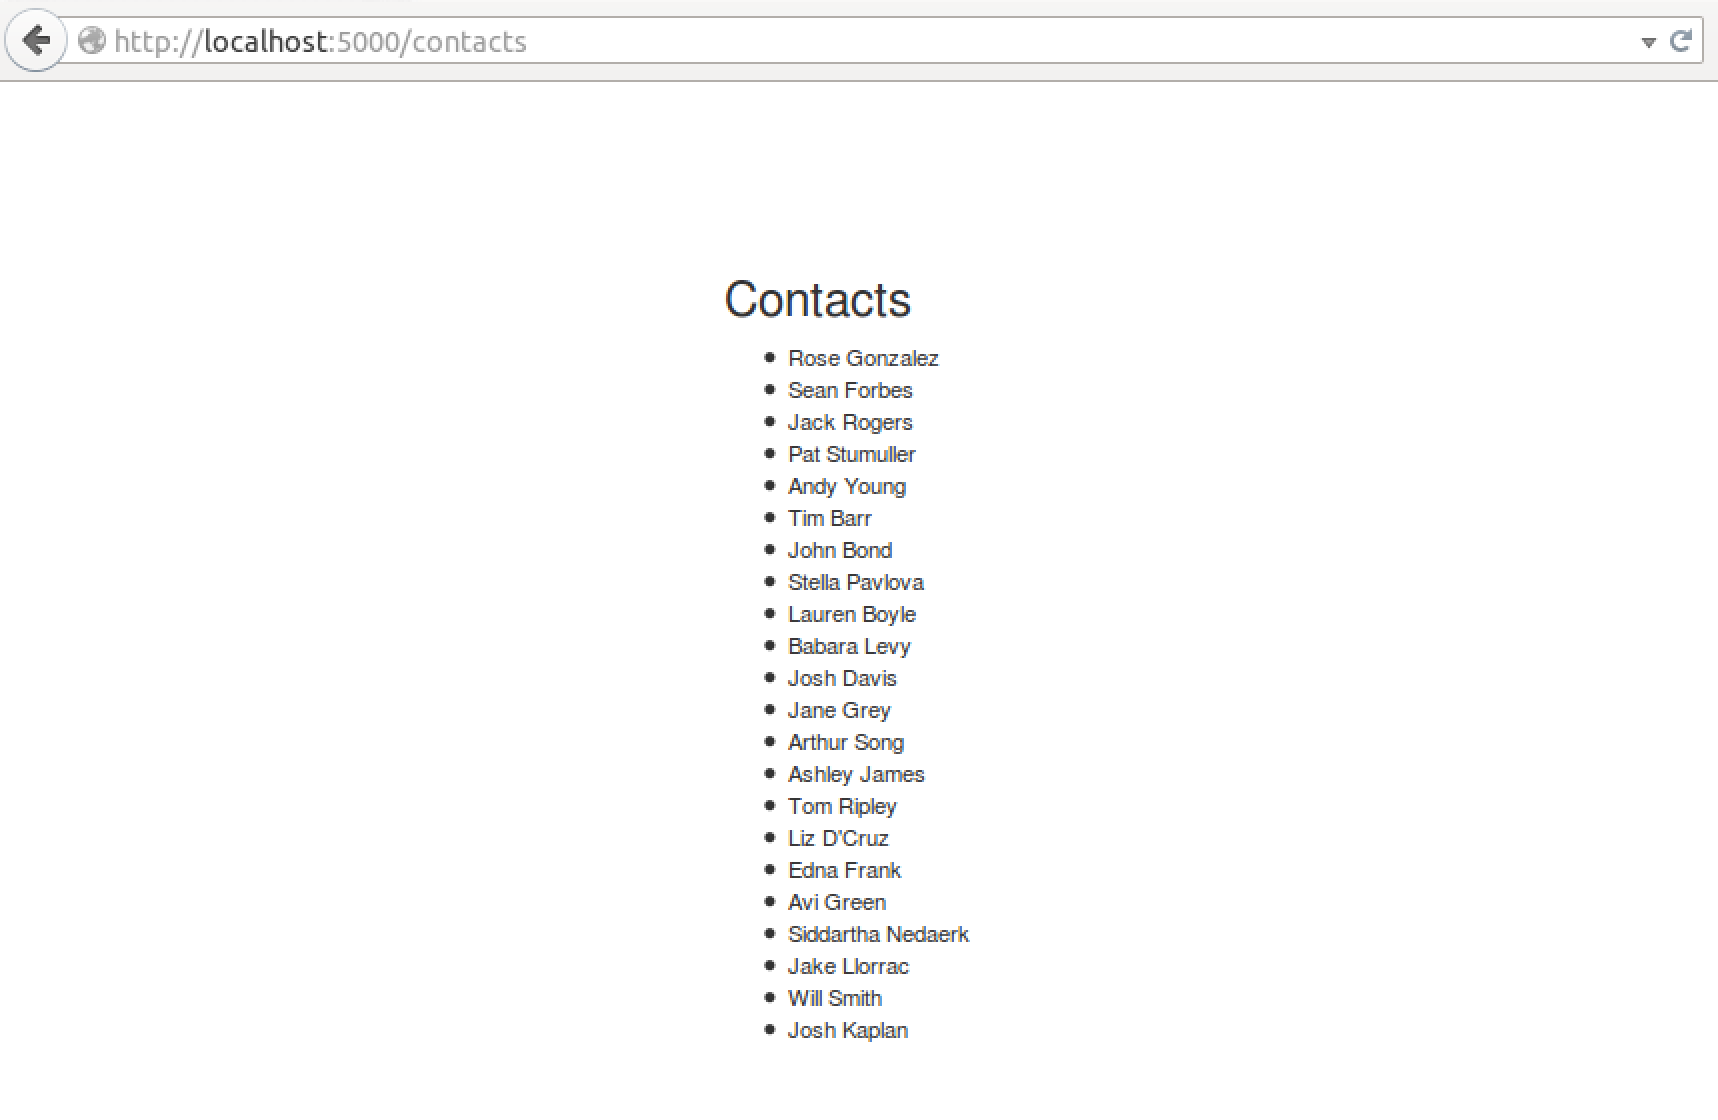 http://localhost:5000/contacts
Contacts
Rose Gonzalez
Sean Forbes
Jack Rogers
Pat Stumuller
Andy Young
Tim Barr
John Bond
Stella Pavlova
Lauren Boyle
Babara Levy
Josh Davis
Jane Grey
Arthur Song
Ashley James
Tom Ripley
Liz D'Cruz
Edna Frank
Avi Green
Siddartha Nedaerk
Jake Llorrac
Will Smith
Josh Kaplan